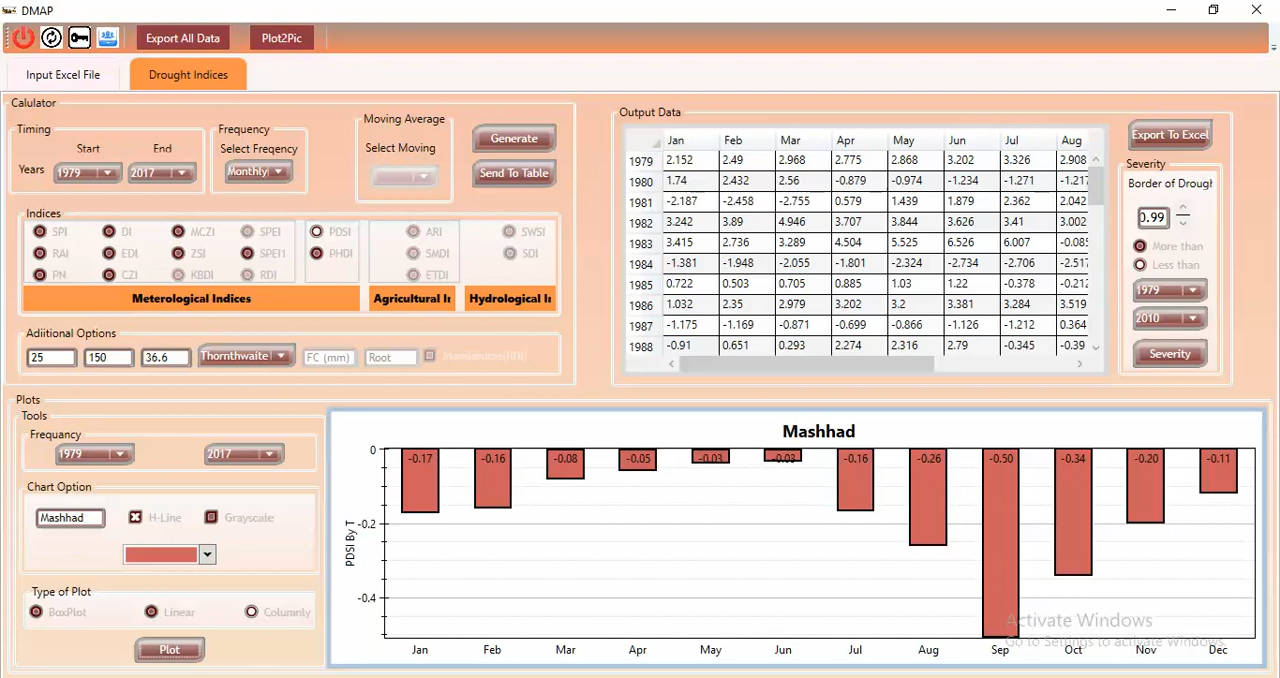 DMAP
Export All Data Plot2Pic
Input Excel File Drought Indices
Calulator
Timing
Start End
Years 1979 2017
Frequency
Select Freqency
Monthly
Moving Average
Select Moving
Generate
Send To Table
Indices
SPI DI MCZI SPEI PDSI ARI SWSI
RAI EDI ZSI SPEI1 PHDI SMDI SDI
PN CZI KBDI RDI ETDI
Meterological Indices Agricultural Ir Hydrological Ir
Adiitional Options
25 150 36.6 Thornthwaite FC (mm) Root
Output Data
Jan Feb Mar Apr May Jun Jul Aug
1979 2.152 2.49 2.968 2.775 2.868 3.202 3.326 2.908
1980 1.74 2.432 2.56 -0.879 -0.974 -1.234 -1.271 -1.217
1981 -2.187 -2.458 -2.755 0.579 1.439 1.879 2.362 2.042
1982 3.242 3.89 4.946 3.707 3.844 3.626 3.41 3.002
1983 3.415 2.736 3.289 4.504 5.525 6.526 6.007 -0.085
1984 -1.381 -1.948 -2.055 -1.801 -2.324 -2.734 -2.706 -2.517
1985 0.722 0.503 0.705 0.885 1.03 1.22 -0.378 -0.212
1986 1.032 2.35 2.979 3.202 3.2 3.381 3.284 3.519
1987 -1.175 -1.169 -0.871 -0.699 -0.866 -1.126 -1.212 0.364
1988 -0.91 0.651 0.293 2.274 2.316 2.79 -0.345 -0.39
Export To Excel
Severity
Border of Drough
0.99
More than
Less than
1979
2010
Severity
Plots
Tools
Frequancy
1979 2017
Chart Option
Mashhad H-Line Grayscale
Type of Plot
BoxPlot Linear Columnly
Plot
Mashhad
PDSI By T
0
-0.2
-0.4
-0.17 -0.16 -0.08 -0.05 -0.03 -0.03 -0.16 -0.26 -0.50 -0.34 -0.20 -0.11
Jan Feb Mar Apr May Jun Jul Aug Sep Oct Nov Dec
Activate Windows
Go to Settings to activate Windows.